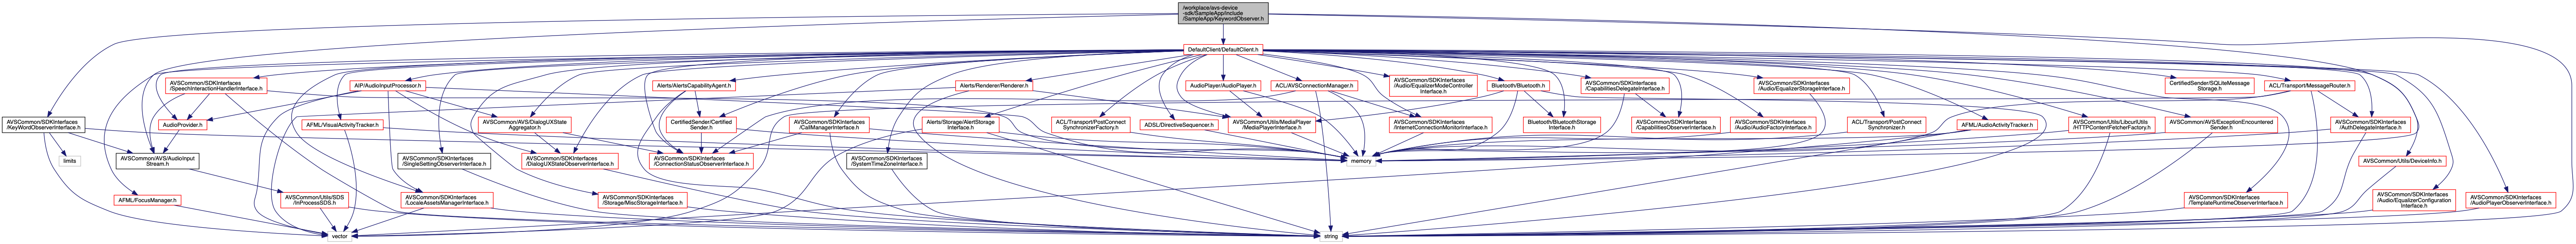 /workplace/avs-device
-sdk/SampleApp/include
/SampleApp/KeywordObserver.h
DefaultClient/DefaultClient.h
AVSCommon/SDKInterfaces
/SpeechInteractionHandlerInterface.h
AIP/AudioInputProcessor.h
Alerts/AlertsCapabilityAgent.h
Alerts/Renderer/Renderer.h
AudioPlayer/AudioPlayer.h
ACL/AVSConnectionManager.h
AVSCommon/SDKInterfaces
/Audio/EqualizerModeController
Interface.h
Bluetooth/Bluetooth.h
AVSCommon/SDKInterfaces
/CapabilitiesDelegateInterface.h
AVSCommon/SDKInterfaces
/Audio/EqualizerStorageInterface.h
CertifiedSender/SQLiteMessage
Storage.h
ACL/Transport/MessageRouter.h
AVSCommon/SDKInterfaces
/KeyWordObserverInterface.h
AudioProvider.h
AFML/VisualActivityTracker.h
AVSCommon/AVS/DialogUXState
Aggregator.h
CertifiedSender/Certified
Sender.h
AVSCommon/SDKInterfaces
/CallManagerInterface.h
Alerts/Storage/AlertStorage
Interface.h
ACL/Transport/PostConnect
SynchronizerFactory.h
ADSL/DirectiveSequencer.h
AVSCommon/Utils/MediaPlayer
/MediaPlayerInterface.h
AVSCommon/SDKInterfaces
/InternetConnectionMonitorInterface.h
Bluetooth/BluetoothStorage
Interface.h
AVSCommon/SDKInterfaces
/CapabilitiesObserverInterface.h
AVSCommon/SDKInterfaces
/Audio/AudioFactoryInterface.h
ACL/Transport/PostConnect
Synchronizer.h
AFML/AudioActivityTracker.h
AVSCommon/Utils/LibcurlUtils
/HTTPContentFetcherFactory.h
AVSCommon/AVS/ExceptionEncountered
Sender.h
AVSCommon/SDKInterfaces
/AuthDelegateInterface.h
limits
AVSCommon/AVS/AudioInput
Stream.h
AVSCommon/SDKInterfaces
/SingleSettingObserverInterface.h
AVSCommon/SDKInterfaces
/DialogUXStateObserverInterface.h
AVSCommon/SDKInterfaces
/ConnectionStatusObserverInterface.h
AVSCommon/SDKInterfaces
/SystemTimeZoneInterface.h
memory
AVSCommon/Utils/DeviceInfo.h
AFML/FocusManager.h
AVSCommon/Utils/SDS
/InProcessSDS.h
AVSCommon/SDKInterfaces
/LocaleAssetsManagerInterface.h
AVSCommon/SDKInterfaces
/Storage/MiscStorageInterface.h
AVSCommon/SDKInterfaces
/TemplateRuntimeObserverInterface.h
AVSCommon/SDKInterfaces
/Audio/EqualizerConfiguration
Interface.h
AVSCommon/SDKInterfaces
/AudioPlayerObserverInterface.h
vector
string